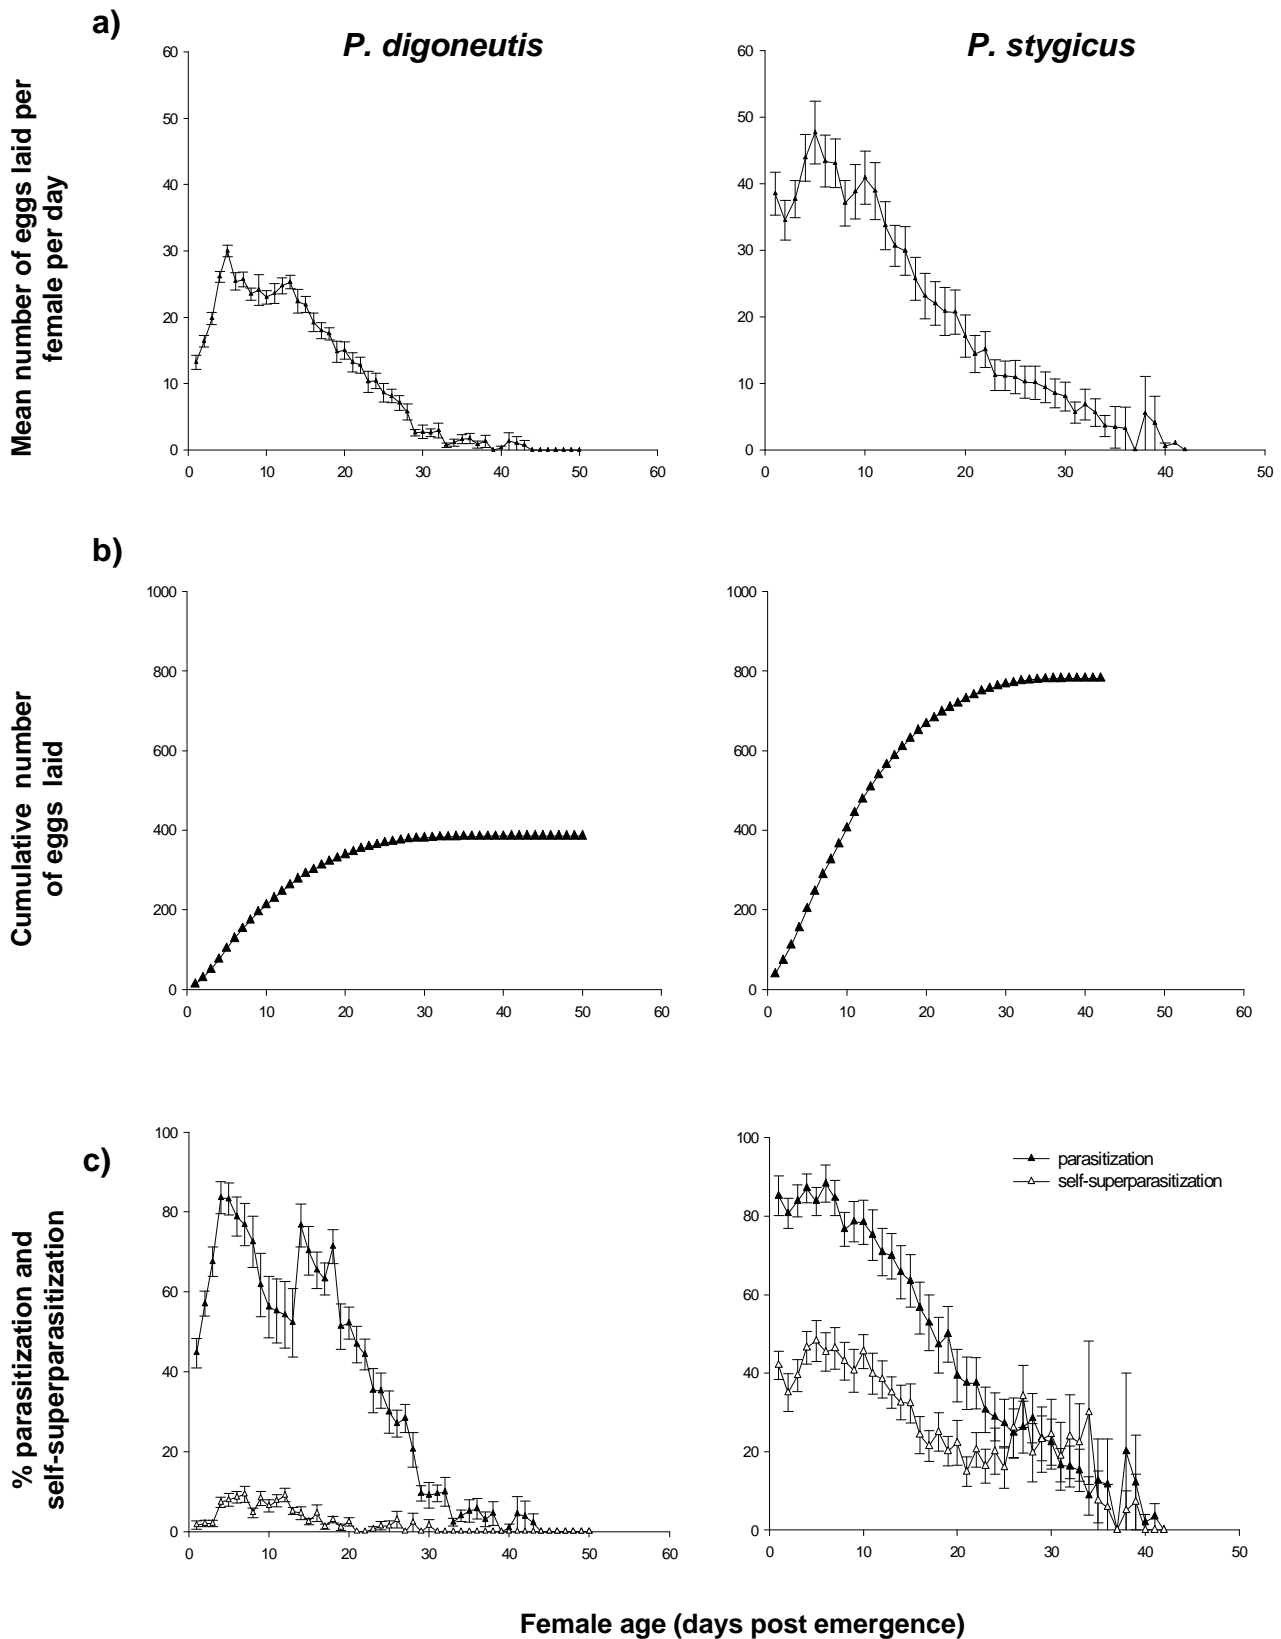 a)
P. digoneutis
P. stygicus
Mean number of eggs laid per
female per day
60
50
40
30
20
10
0
0 10 20 30 40 50 60
60
50
40
30
20
10
0
0 10 20 30 40 50
b)
Cumulative number
of eggs laid
1000
800
600
400
200
0
0 10 20 30 40 50 60
1000
800
600
400
200
0
0 10 20 30 40 50 60
c)
% parasitization and
self-superparasitization
100
80
60
40
20
0
0 10 20 30 40 50 60
100
80
60
40
20
0
0 10 20 30 40 50
parasitization
self-superparasitization
Female age (days post emergence)